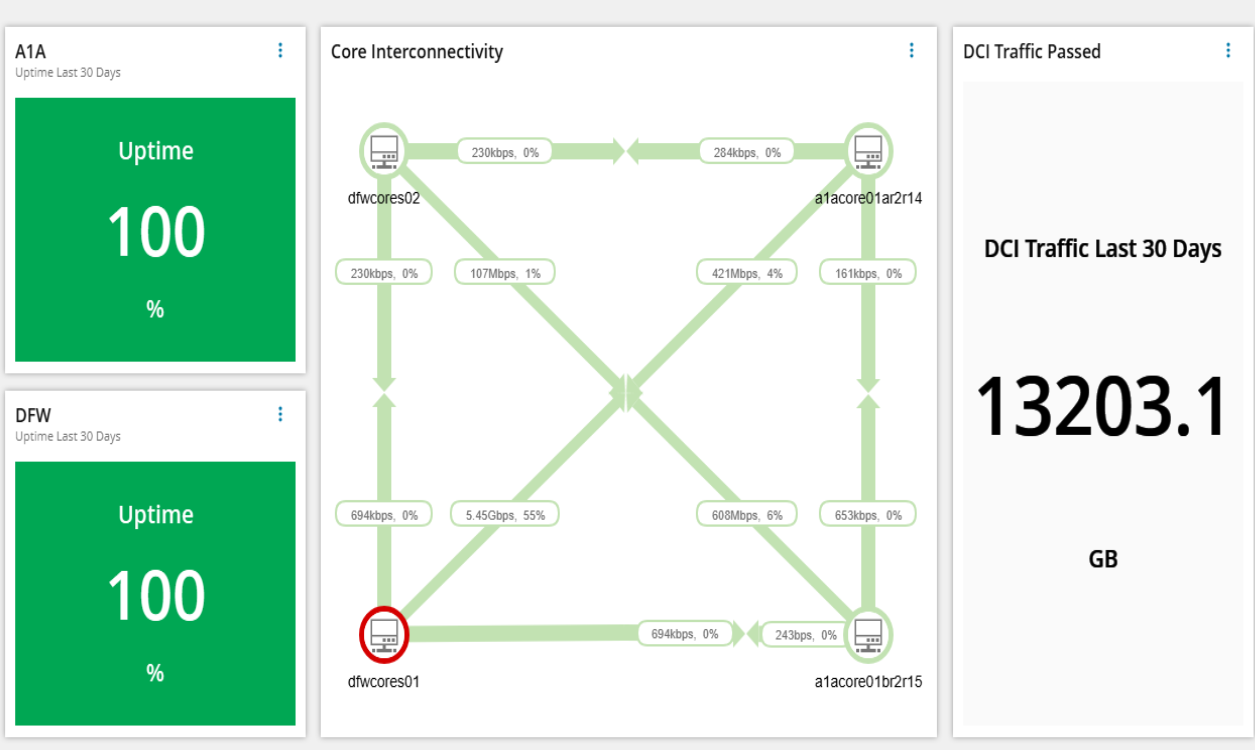 A1A
Uptime Last 30 Days
Uptime
100
%
DFW
Uptime Last 30 Days
Uptime
100
%
Core Interconnectivity
230kbps, 0%
284kbps, 0%
dfwcores02
a1acore01ar2r14
230kbps, 0%
107Mbps, 1%
421Mbps, 4%
161kbps, 0%
694kbps, 0%
5.45Gbps, 55%
608Mbps, 6%
653kbps, 0%
694kbps, 0%
243bps, 0%
dfwcores01
a1acore01br2r15
DCI Traffic Passed
DCI Traffic Last 30 Days
13203.1
GB